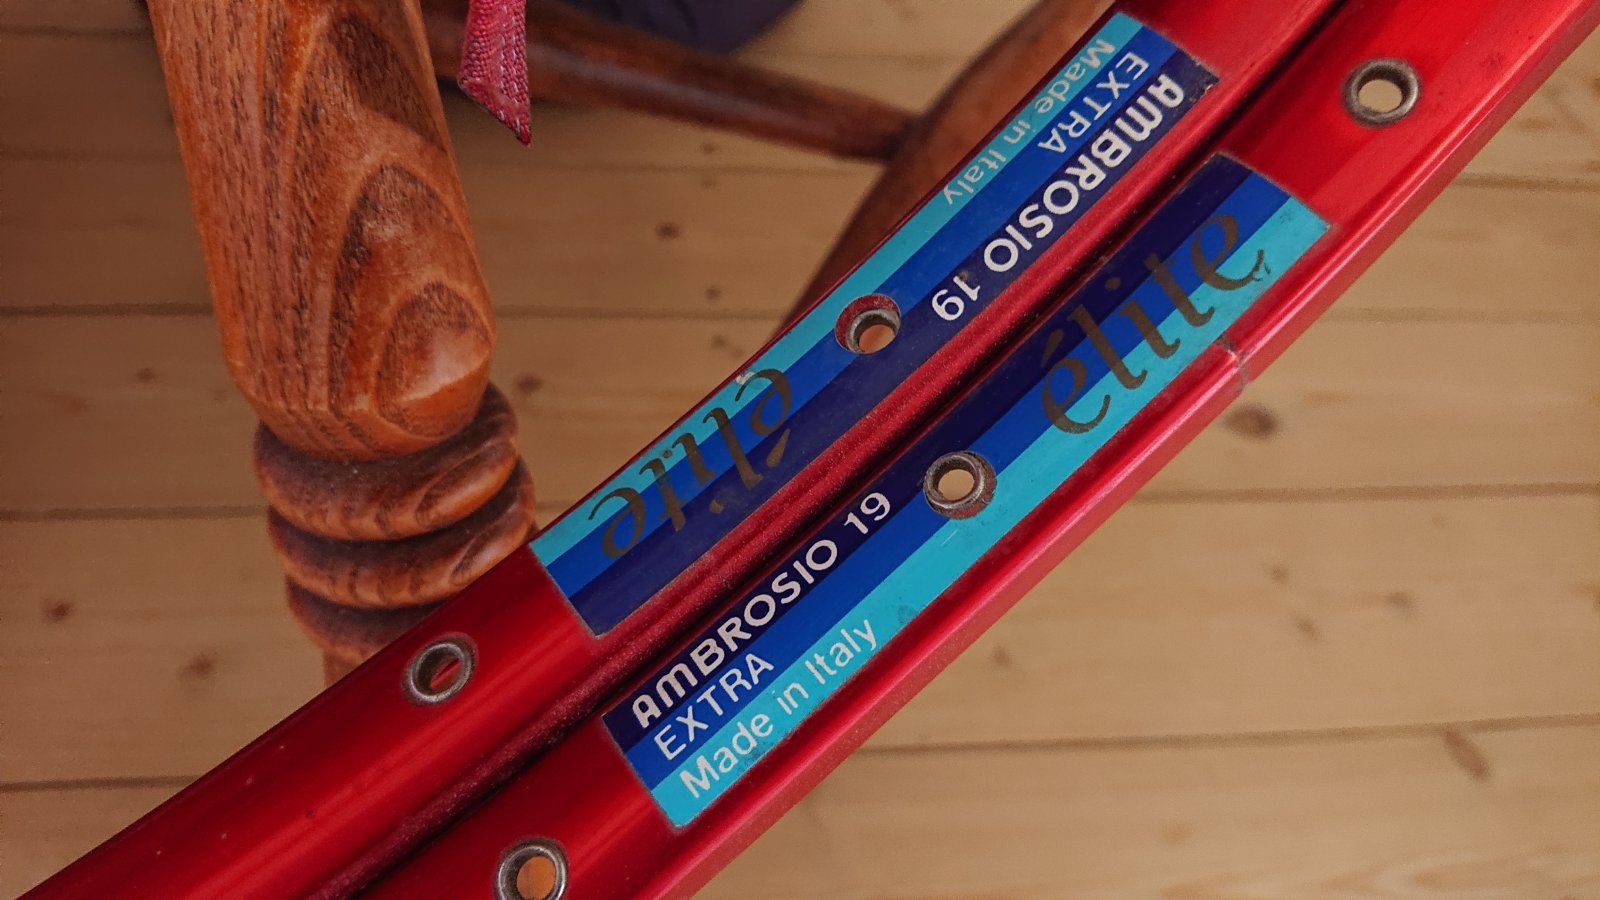 AMBROSIO 19
EXTRA
Made in Italy
élite
AMBROSIO 19
EXTRA
Made in Italy
élite